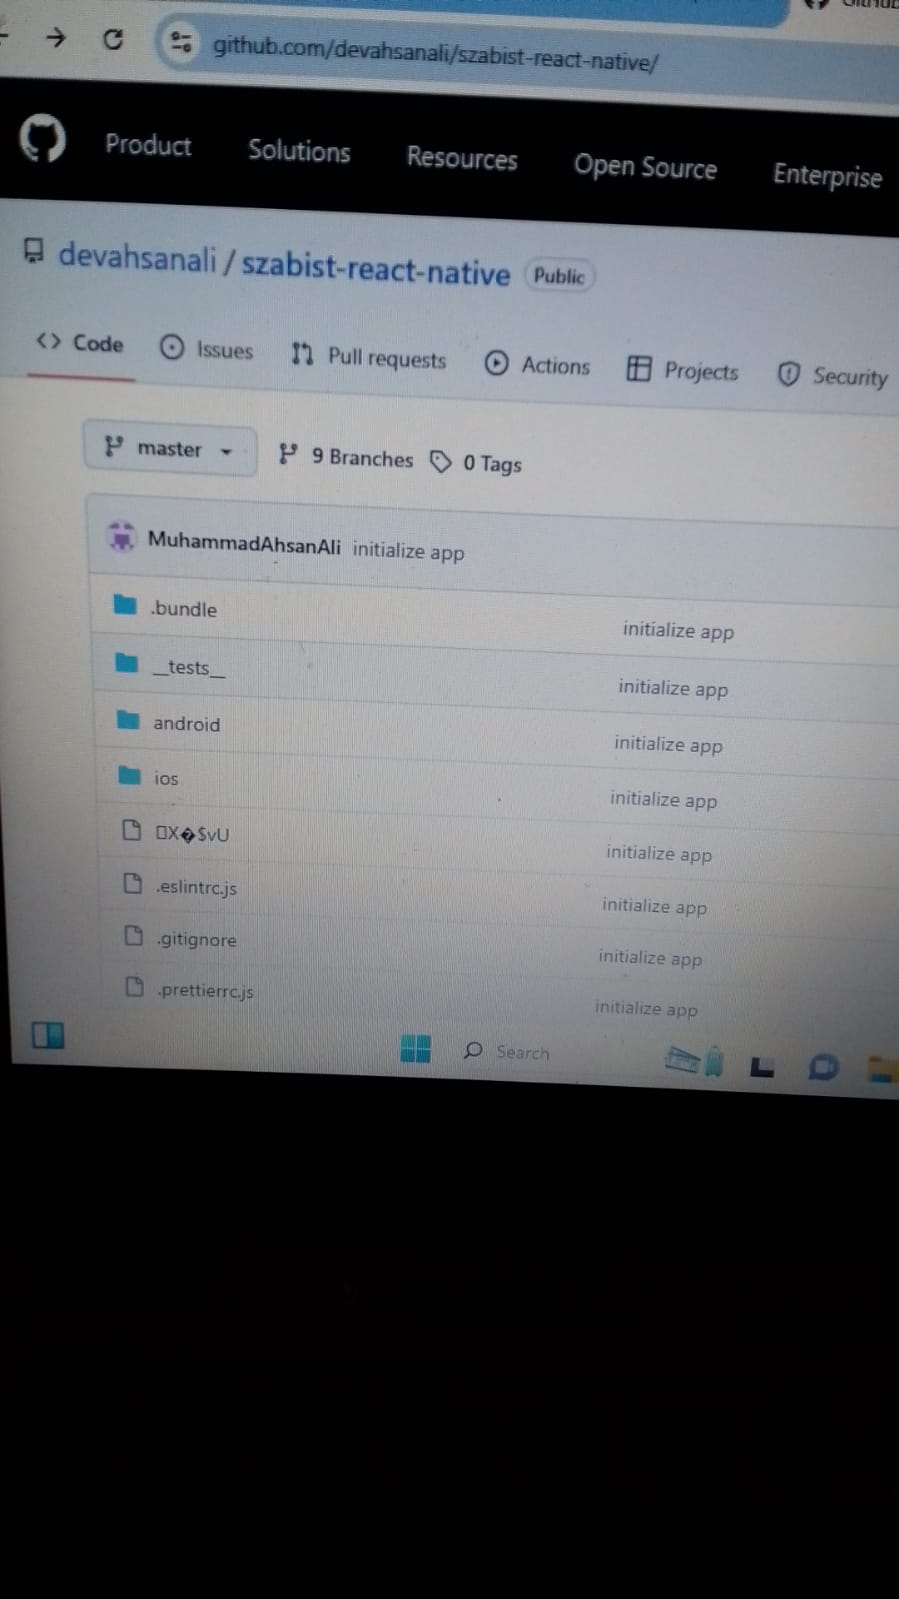 github.com/devahsanali/szabist-react-native/
Product Solutions Resources Open Source Enterprise
devahsanali / szabist-react-native Public
<> Code Issues Pull requests Actions Projects Security
master 9 Branches 0 Tags
MuhammadAhsanAli initialize app
.bundle initialize app
__tests__ initialize app
android initialize app
ios initialize app
□X�$vU initialize app
.eslintrc.js initialize app
.gitignore initialize app
.prettierrc.js initialize app
Search